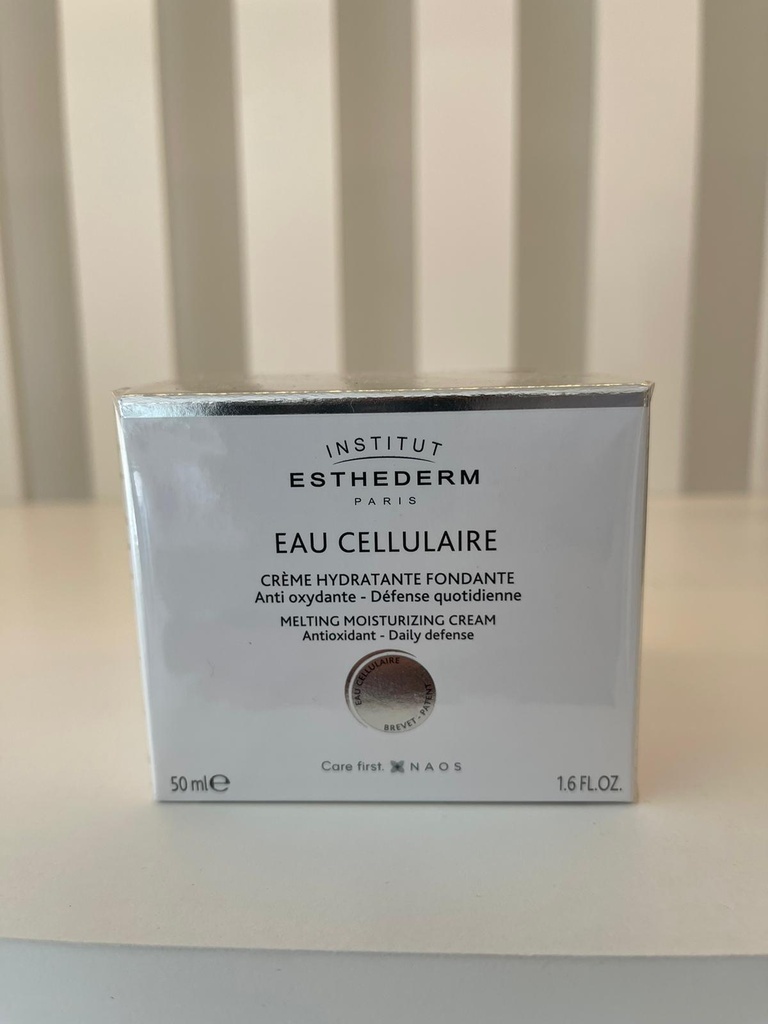 INSTITUT
ESTHEDERM
PARIS
EAU CELLULAIRE
CRÈME HYDRATANTE FONDANTE
Anti oxydante - Défense quotidienne
MELTING MOISTURIZING CREAM
Antioxidant - Daily defense
EAU CELLULAIRE
BREVET - PATENT
Care first. NAOS
50 ml℮ 1.6 FL.OZ.